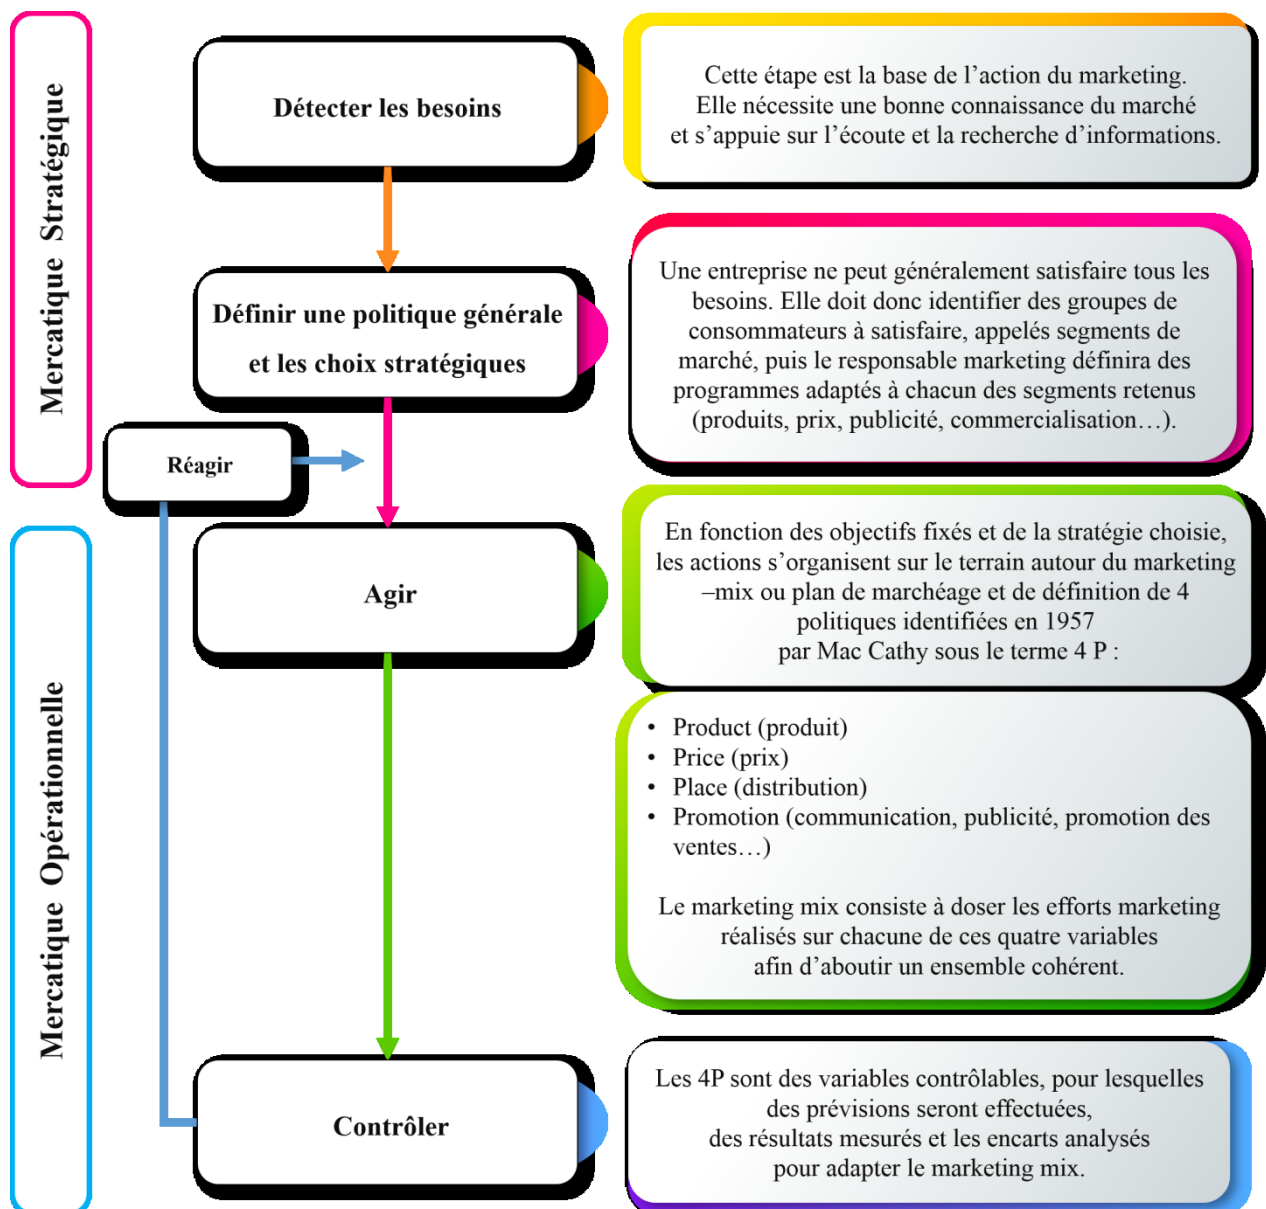 Mercatique Stratégique
Détecter les besoins
Cette étape est la base de l’action du marketing.
Elle nécessite une bonne connaissance du marché
et s’appuie sur l’écoute et la recherche d’informations.
Définir une politique générale
et les choix stratégiques
Une entreprise ne peut généralement satisfaire tous les
besoins. Elle doit donc identifier des groupes de
consommateurs à satisfaire, appelés segments de
marché, puis le responsable marketing définira des
programmes adaptés à chacun des segments retenus
(produits, prix, publicité, commercialisation…).
Réagir
Mercatique Opérationnelle
Agir
En fonction des objectifs fixés et de la stratégie choisie,
les actions s’organisent sur le terrain autour du marketing
–mix ou plan de marchéage et de définition de 4
politiques identifiées en 1957
par Mac Cathy sous le terme 4 P :
• Product (produit)
• Price (prix)
• Place (distribution)
• Promotion (communication, publicité, promotion des
ventes…)
Le marketing mix consiste à doser les efforts marketing
réalisés sur chacune de ces quatre variables
afin d’aboutir un ensemble cohérent.
Contrôler
Les 4P sont des variables contrôlables, pour lesquelles
des prévisions seront effectuées,
des résultats mesurés et les encarts analysés
pour adapter le marketing mix.